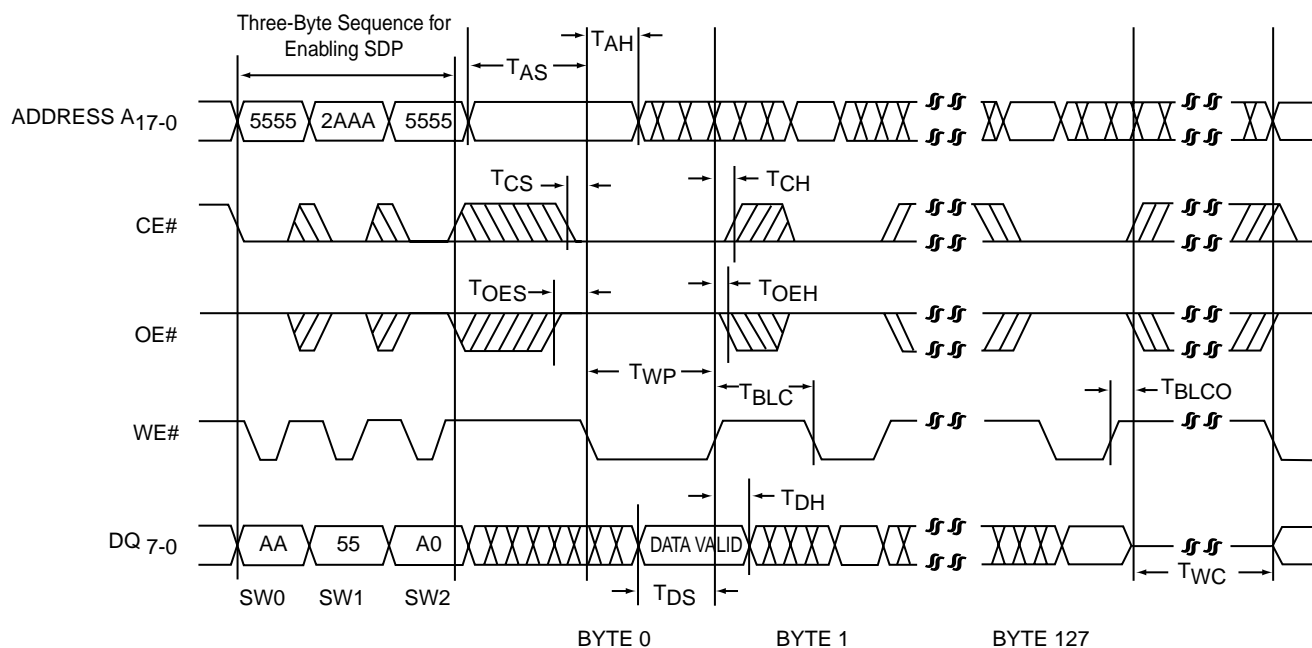 Three-Byte Sequence for
Enabling SDP
TAH
TAS
ADDRESS A17-0
5555 2AAA 5555
TCS
TCH
CE#
TOES
TOEH
OE#
TWP
TBLC
TBLCO
WE#
TDH
DQ 7-0
AA 55 A0 DATA VALID
SW0 SW1 SW2
TDS
TWC
BYTE 0 BYTE 1 BYTE 127